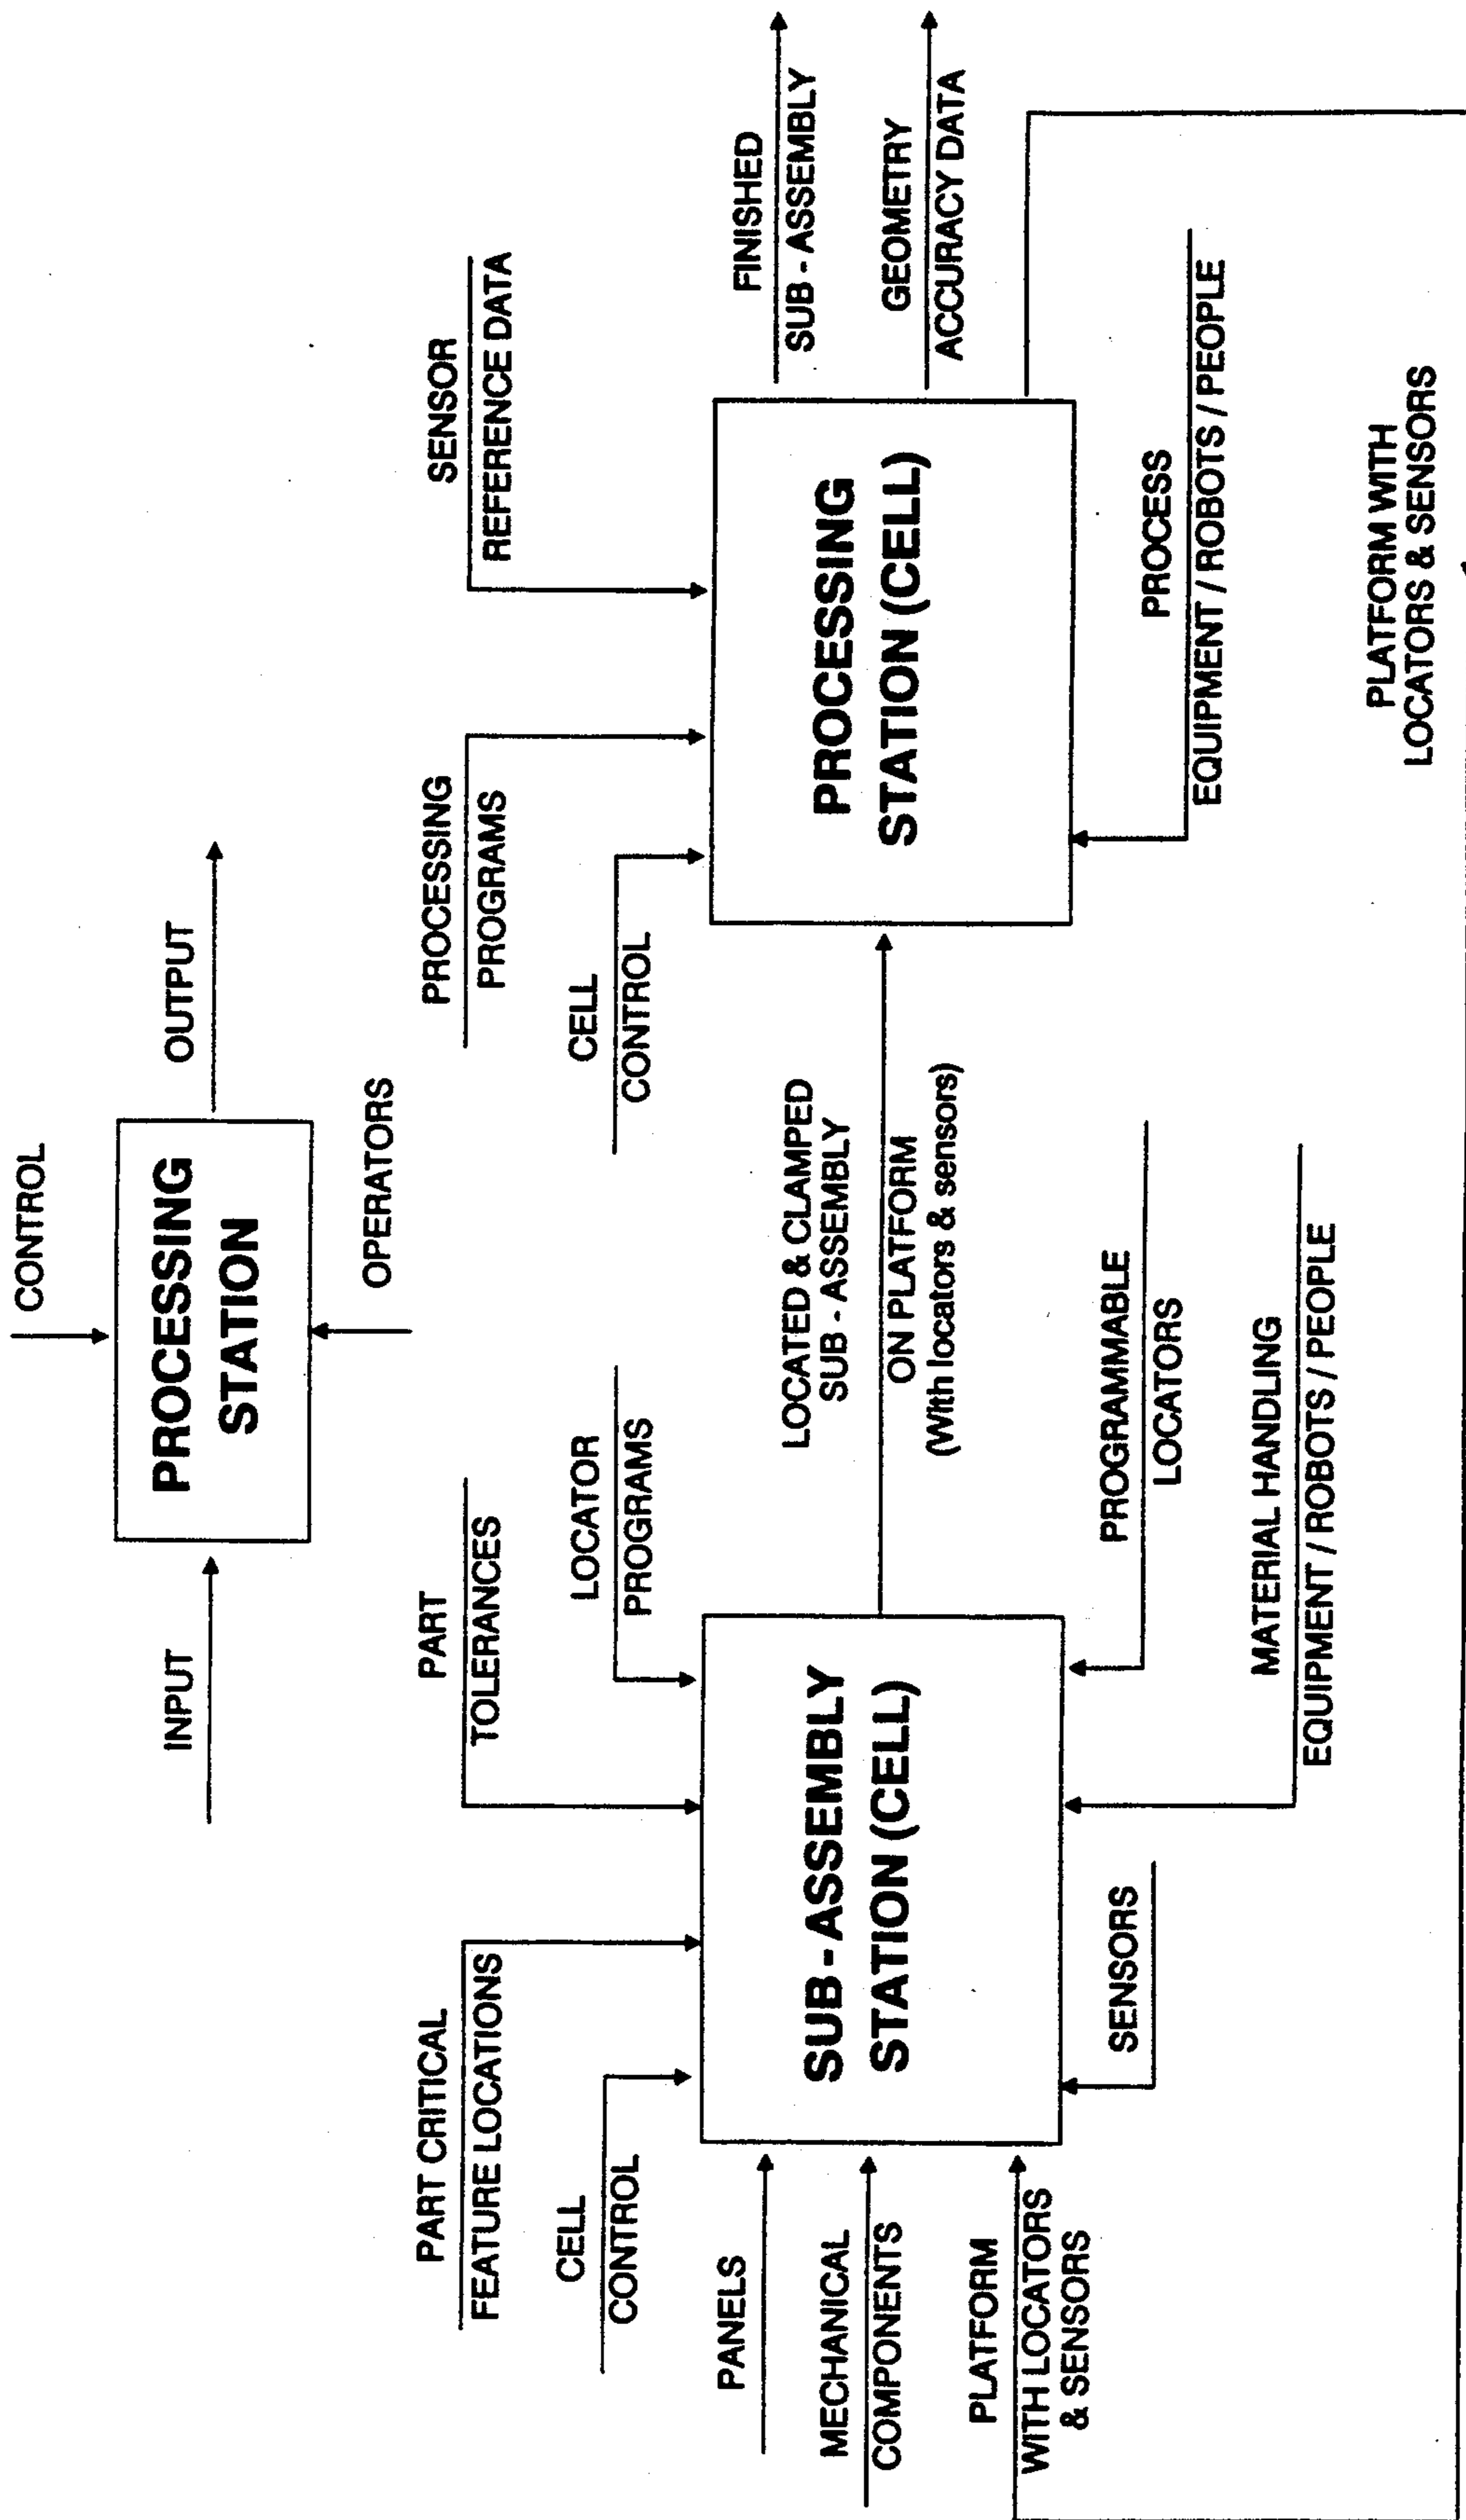 CONTROL
INPUT
PROCESSING
STATION
OUTPUT
OPERATORS
PART CRITICAL
FEATURE LOCATIONS
PART
TOLERANCES
CELL
CONTROL
LOCATOR
PROGRAMS
PANELS
MECHANICAL
COMPONENTS
PLATFORM
WITH LOCATORS
& SENSORS
SUB - ASSEMBLY
STATION (CELL)
SENSORS
PROGRAMMABLE
LOCATORS
MATERIAL HANDLING
EQUIPMENT / ROBOTS / PEOPLE
LOCATED & CLAMPED
SUB - ASSEMBLY
ON PLATFORM
(With locators & sensors)
PROCESSING
PROGRAMS
SENSOR
REFERENCE DATA
CELL
CONTROL
PROCESSING
STATION (CELL)
FINISHED
SUB - ASSEMBLY
GEOMETRY
ACCURACY DATA
PROCESS
EQUIPMENT / ROBOTS / PEOPLE
PLATFORM WITH
LOCATORS & SENSORS